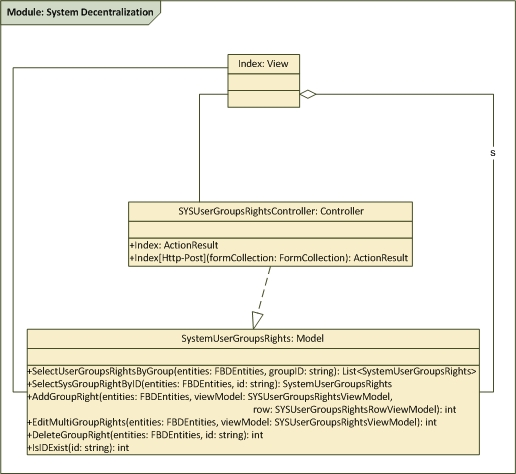 Module: System Decentralization
Index: View
s
SYSUserGroupsRightsController: Controller
+Index: ActionResult
+Index[Http-Post](formCollection: FormCollection): ActionResult
SystemUserGroupsRights: Model
+SelectUserGroupsRightsByGroup(entities: FBDEntities, groupID: string): List<SystemUserGroupsRights>
+SelectSysGroupRightByID(entities: FBDEntities, id: string): SystemUserGroupsRights
+AddGroupRight(entities: FBDEntities, viewModel: SYSUserGroupsRightsViewModel,
row: SYSUserGroupsRightsRowViewModel): int
+EditMultiGroupRights(entities: FBDEntities, viewModel: SYSUserGroupsRightsViewModel): int
+DeleteGroupRight(entities: FBDEntities, id: string): int
+IsIDExist(id: string): int